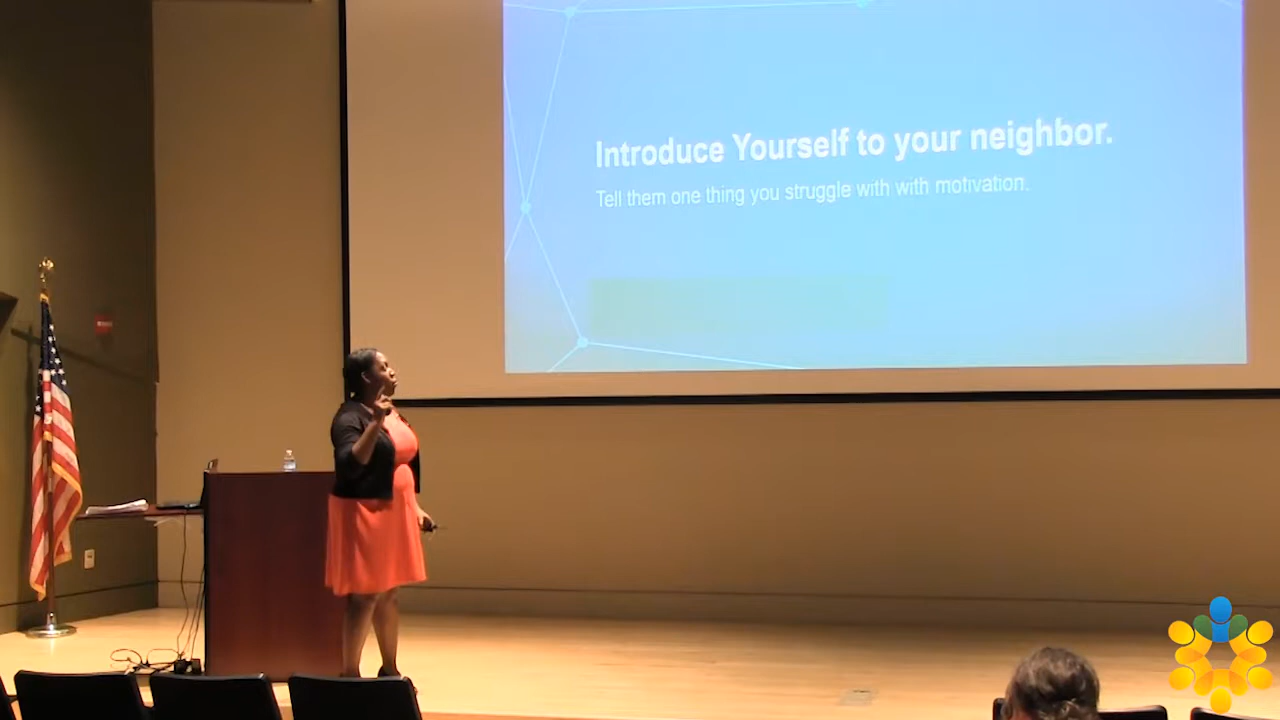 Introduce Yourself to your neighbor.
Tell them one thing you struggle with with motivation.